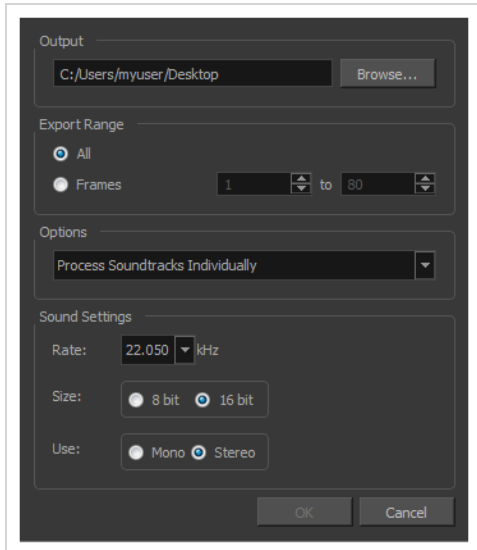 Output
C:/Users/myuser/Desktop Browse...
Export Range
All
Frames 1 to 80
Options
Process Soundtracks Individually
Sound Settings
Rate: 22.050 kHz
Size: 8 bit 16 bit
Use: Mono Stereo
OK Cancel